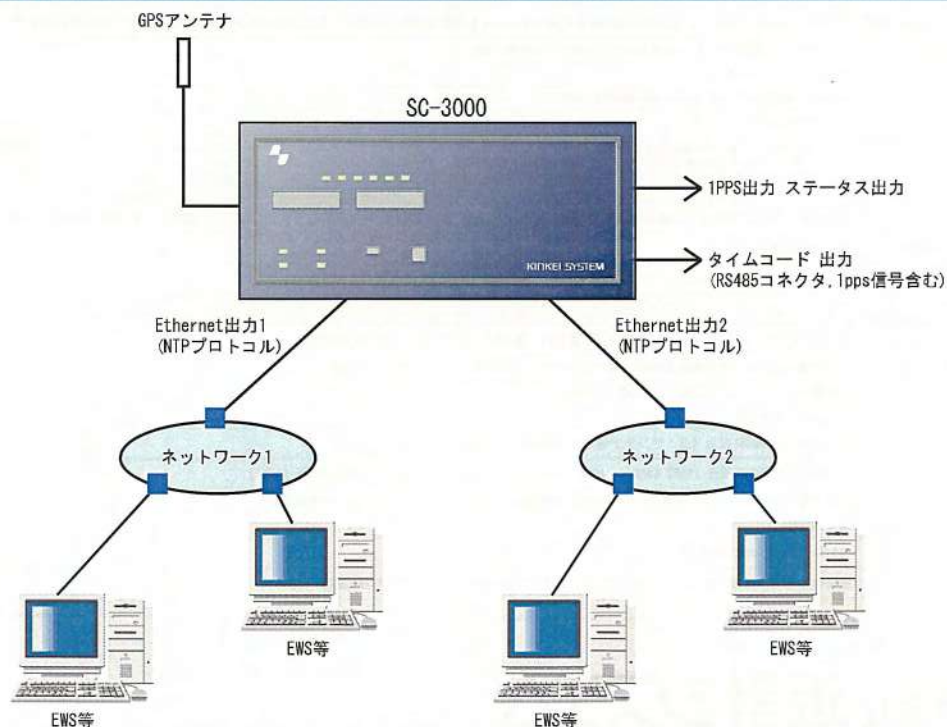 GPSアンテナ
SC-3000
KINKEI SYSTEM
1PPS出力 ステータス出力
タイムコード 出力
(RS485コネクタ,1pps信号含む)
Ethernet出力1
(NTPプロトコル)
Ethernet出力2
(NTPプロトコル)
ネットワーク1
ネットワーク2
EWS等
EWS等
EWS等
EWS等